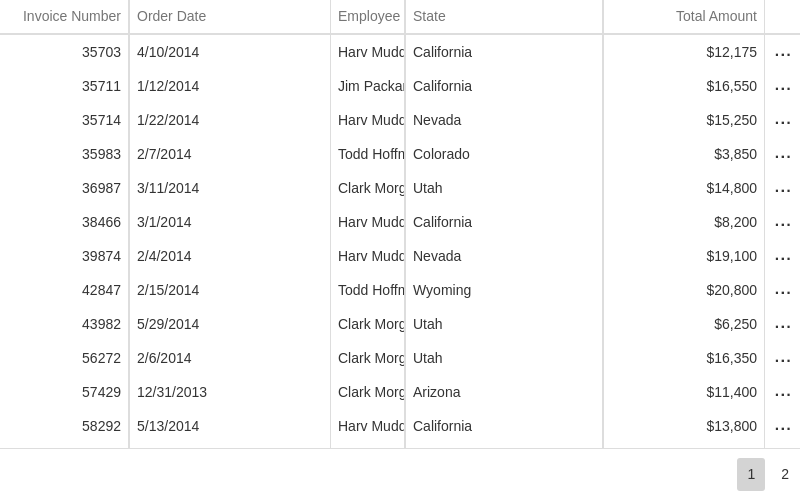 Invoice Number Order Date Employee State Total Amount
35703 4/10/2014 Harv Mudd California $12,175 ...
35711 1/12/2014 Jim Packar California $16,550 ...
35714 1/22/2014 Harv Mudd Nevada $15,250 ...
35983 2/7/2014 Todd Hoffm Colorado $3,850 ...
36987 3/11/2014 Clark Morg Utah $14,800 ...
38466 3/1/2014 Harv Mudd California $8,200 ...
39874 2/4/2014 Harv Mudd Nevada $19,100 ...
42847 2/15/2014 Todd Hoffm Wyoming $20,800 ...
43982 5/29/2014 Clark Morg Utah $6,250 ...
56272 2/6/2014 Clark Morg Utah $16,350 ...
57429 12/31/2013 Clark Morg Arizona $11,400 ...
58292 5/13/2014 Harv Mudd California $13,800 ...
1 2